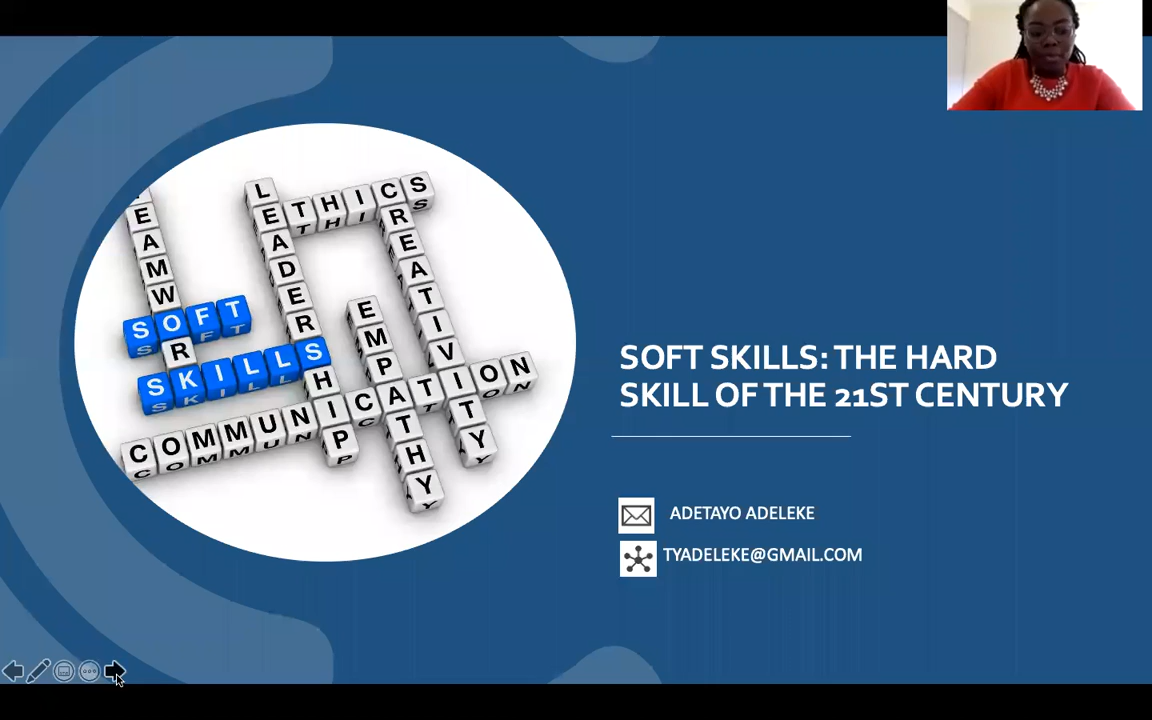 TEAMWORK
LEADERSHIP
ETHICS
CREATIVITY
SOFT
SKILLS
EMPATHY
COMMUNICATION
SOFT SKILLS: THE HARD
SKILL OF THE 21ST CENTURY
ADETAYO ADELEKE
TYADELEKE@GMAIL.COM